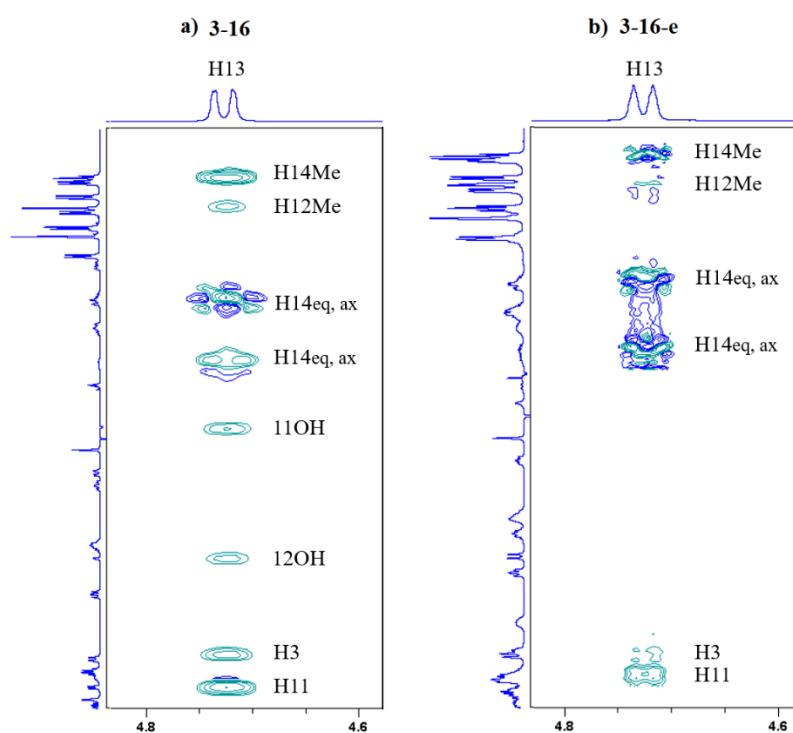 a) 3-16
H13
H14Me
H12Me
H14eq, ax
H14eq, ax
11OH
12OH
H3
H11
4.8
4.6
b) 3-16-e
H13
H14Me
H12Me
H14eq, ax
H14eq, ax
H3
H11
4.8
4.6